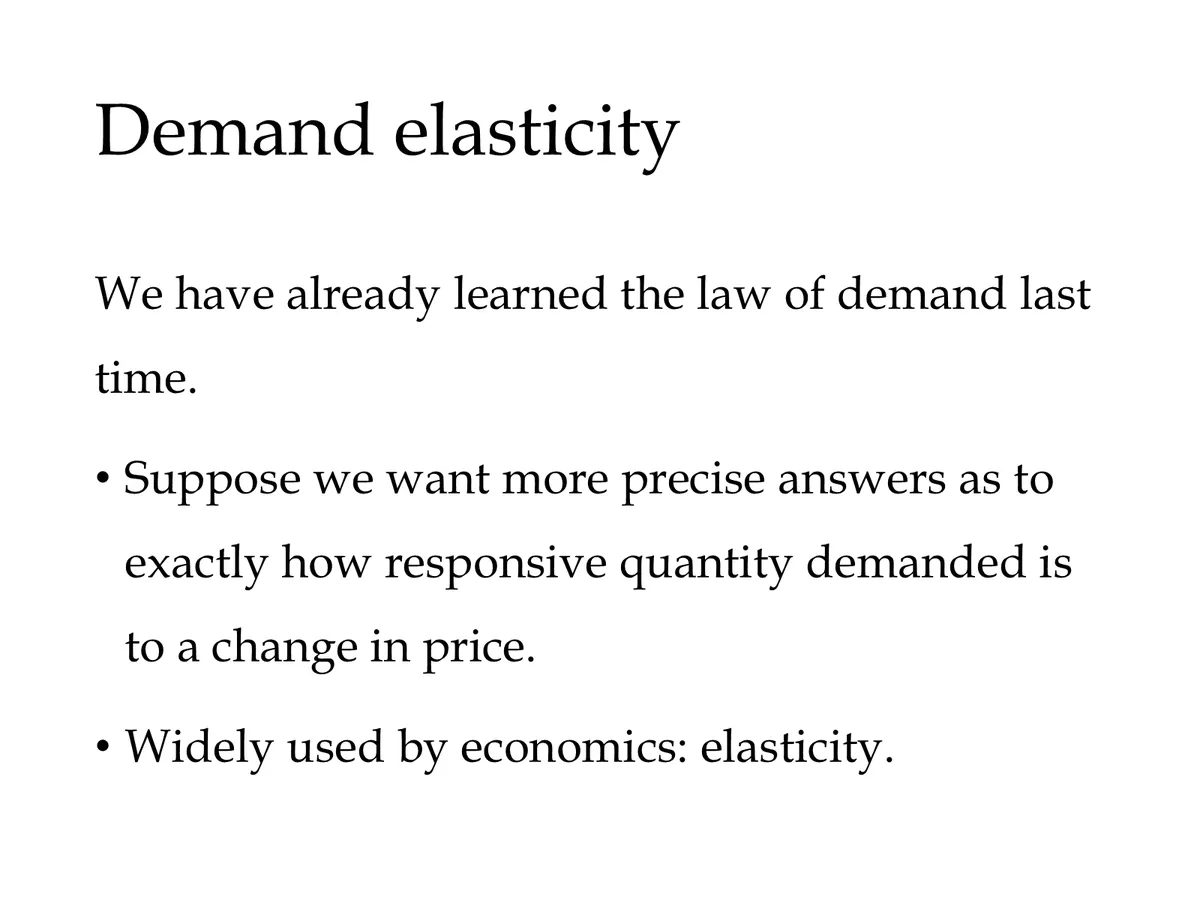 Demand elasticity
We have already learned the law of demand last
time.
• Suppose we want more precise answers as to
exactly how responsive quantity demanded is
to a change in price.
• Widely used by economics: elasticity.